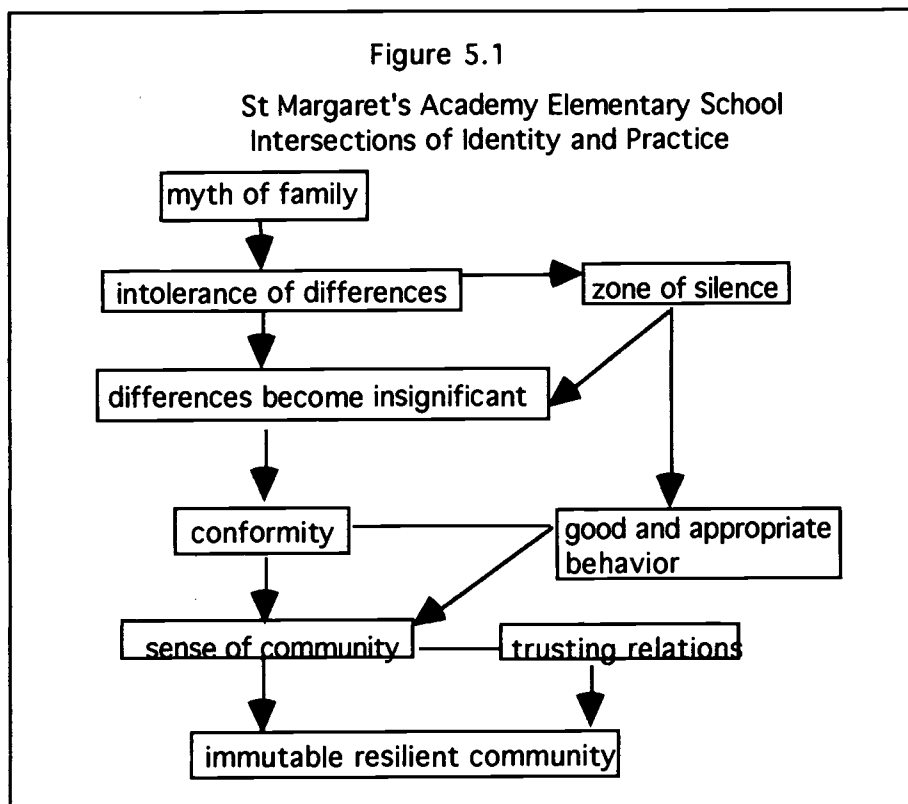 Figure 5.1
St Margaret's Academy Elementary School
Intersections of Identity and Practice
myth of family
intolerance of differences
zone of silence
differences become insignificant
conformity
good and appropriate
behavior
sense of community
trusting relations
immutable resilient community